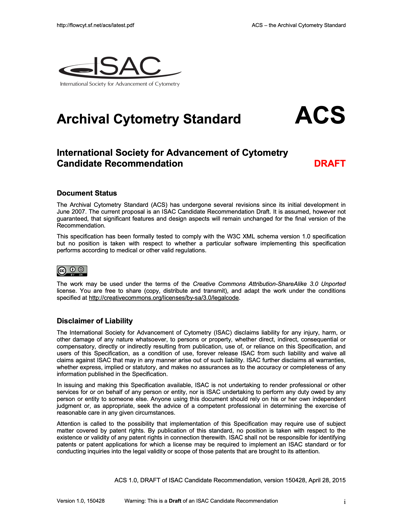 http://flowcyt.sf.net/acs/latest.pdf ACS – the Archival Cytometry Standard
ISAC
International Society for Advancement of Cytometry
Archival Cytometry Standard ACS
International Society for Advancement of Cytometry
Candidate Recommendation DRAFT
Document Status
The Archival Cytometry Standard (ACS) has undergone several revisions since its initial development in
June 2007. The current proposal is an ISAC Candidate Recommendation Draft. It is assumed, however not
guaranteed, that significant features and design aspects will remain unchanged for the final version of the
Recommendation.
This specification has been formally tested to comply with the W3C XML schema version 1.0 specification
but no position is taken with respect to whether a particular software implementing this specification
performs according to medical or other valid regulations.
The work may be used under the terms of the Creative Commons Attribution-ShareAlike 3.0 Unported
license. You are free to share (copy, distribute and transmit), and adapt the work under the conditions
specified at http://creativecommons.org/licenses/by-sa/3.0/legalcode.
Disclaimer of Liability
The International Society for Advancement of Cytometry (ISAC) disclaims liability for any injury, harm, or
other damage of any nature whatsoever, to persons or property, whether direct, indirect, consequential or
compensatory, directly or indirectly resulting from publication, use of, or reliance on this Specification, and
users of this Specification, as a condition of use, forever release ISAC from such liability and waive all
claims against ISAC that may in any manner arise out of such liability. ISAC further disclaims all warranties,
whether express, implied or statutory, and makes no assurances as to the accuracy or completeness of any
information published in the Specification.
In issuing and making this Specification available, ISAC is not undertaking to render professional or other
services for or on behalf of any person or entity, nor is ISAC undertaking to perform any duty owed by any
person or entity to someone else. Anyone using this document should rely on his or her own independent
judgment or, as appropriate, seek the advice of a competent professional in determining the exercise of
reasonable care in any given circumstances.
Attention is called to the possibility that implementation of this Specification may require use of subject
matter covered by patent rights. By publication of this standard, no position is taken with respect to the
existence or validity of any patent rights in connection therewith. ISAC shall not be responsible for identifying
patents or patent applications for which a license may be required to implement an ISAC standard or for
conducting inquiries into the legal validity or scope of those patents that are brought to its attention.
ACS 1.0, DRAFT of ISAC Candidate Recommendation, version 150428, April 28, 2015
Version 1.0, 150428 Warning: This is a Draft of an ISAC Candidate Recommendation i